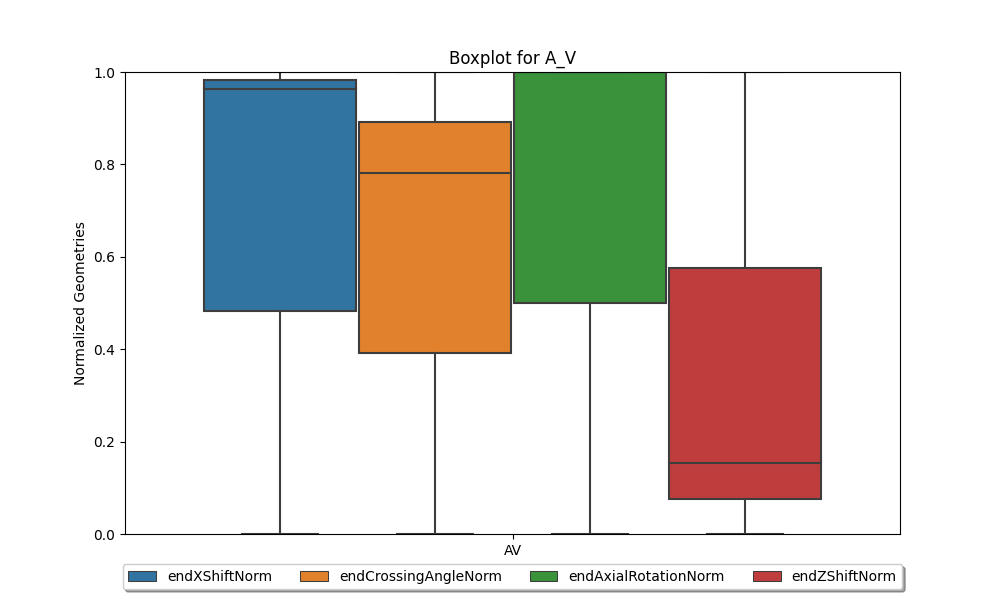 Boxplot for A_V
1.0
0.8
0.6
0.4
0.2
0.0
Normalized Geometries
AV
endXShiftNorm endCrossingAngleNorm endAxialRotationNorm endZShiftNorm